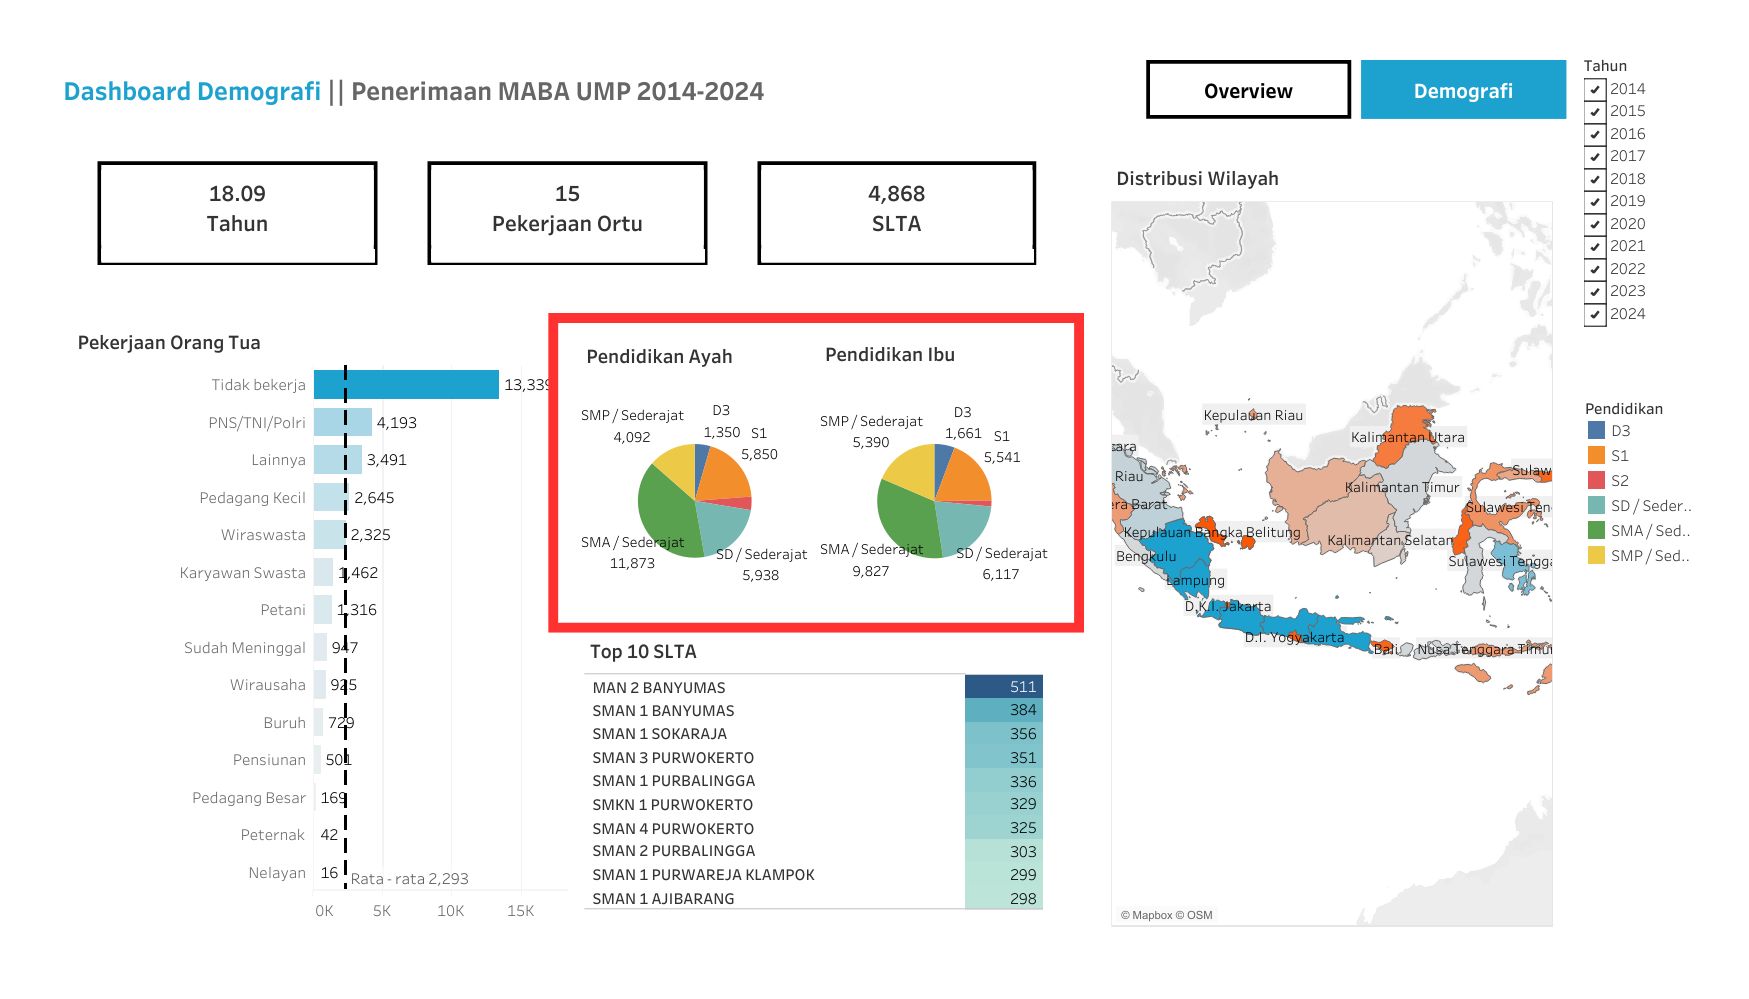 Dashboard Demografi || Penerimaan MABA UMP 2014-2024
Overview
Demografi
Tahun
2014
2015
2016
2017
2018
2019
2020
2021
2022
2023
2024
18.09
Tahun
15
Pekerjaan Ortu
4,868
SLTA
Pekerjaan Orang Tua
Tidak bekerja 13,339
PNS/TNI/Polri 4,193
Lainnya 3,491
Pedagang Kecil 2,645
Wiraswasta 2,325
Karyawan Swasta 1,462
Petani 1,316
Sudah Meninggal 947
Wirausaha 925
Buruh 729
Pensiunan 501
Pedagang Besar 169
Peternak 42
Nelayan 16
Rata - rata 2,293
0K 5K 10K 15K
Pendidikan Ayah
SMP / Sederajat
4,092
D3
1,350
S1
5,850
SMA / Sederajat
11,873
SD / Sederajat
5,938
Pendidikan Ibu
SMP / Sederajat
5,390
D3
1,661
S1
5,541
SMA / Sederajat
9,827
SD / Sederajat
6,117
Top 10 SLTA
MAN 2 BANYUMAS 511
SMAN 1 BANYUMAS 384
SMAN 1 SOKARAJA 356
SMAN 3 PURWOKERTO 351
SMAN 1 PURBALINGGA 336
SMKN 1 PURWOKERTO 329
SMAN 4 PURWOKERTO 325
SMAN 2 PURBALINGGA 303
SMAN 1 PURWAREJA KLAMPOK 299
SMAN 1 AJIBARANG 298
Distribusi Wilayah
Kepulauan Riau
Kalimantan Utara
ara
Riau
Sulaw
Kalimantan Timur
era Barat
Sulawesi Ten
Kepulauan Bangka Belitung
Kalimantan Selatan
Bengkulu
Sulawesi Tengga
Lampung
D.K.I. Jakarta
D.I. Yogyakarta
Bali
Nusa Tenggara Timur
© Mapbox © OSM
Pendidikan
D3
S1
S2
SD / Seder..
SMA / Sed..
SMP / Sed..